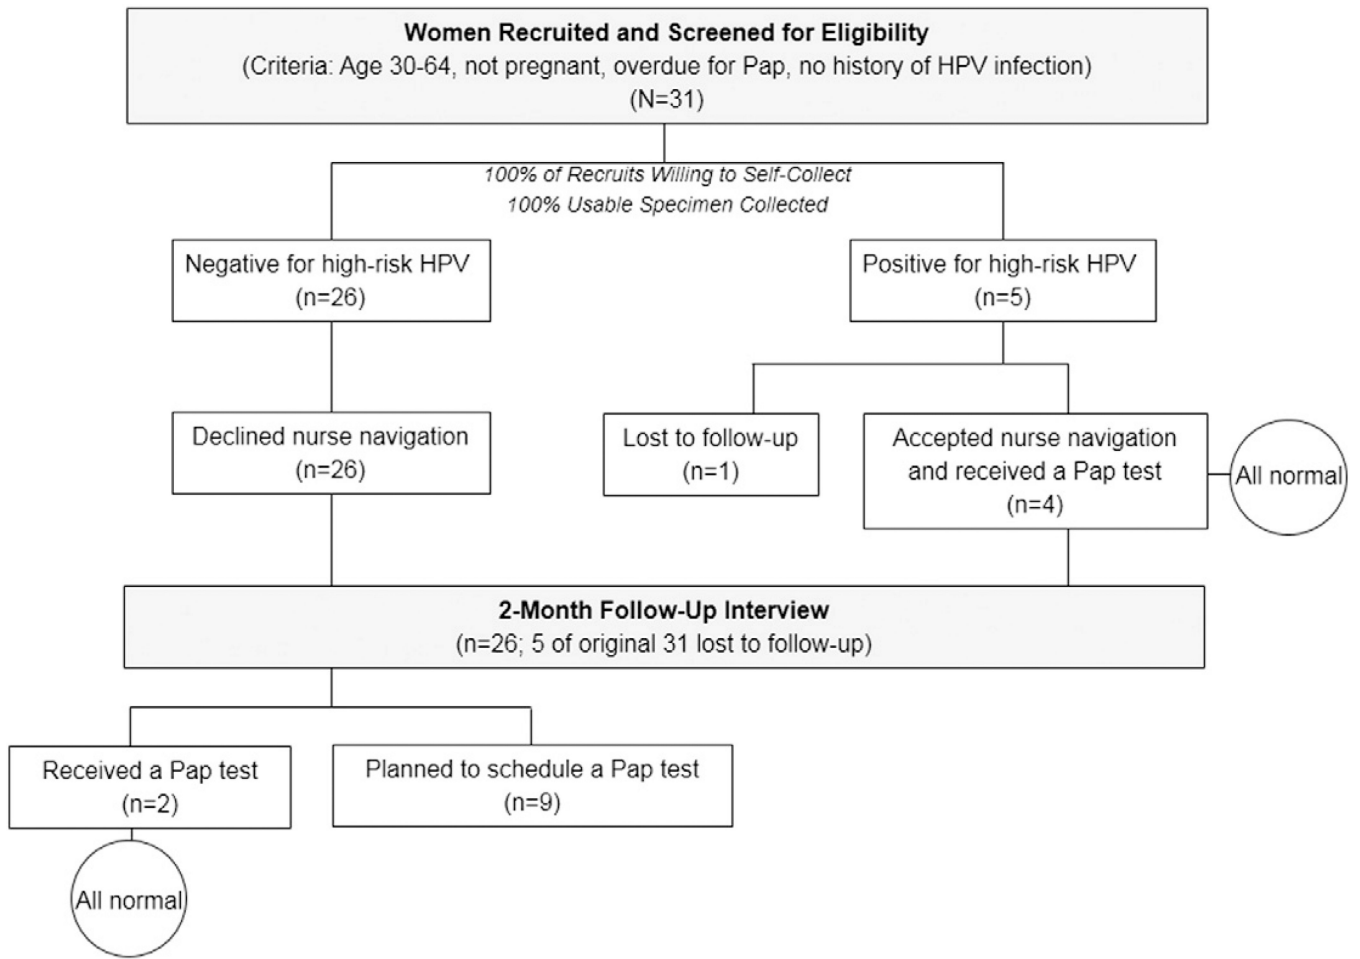 Women Recruited and Screened for Eligibility
(Criteria: Age 30-64, not pregnant, overdue for Pap, no history of HPV infection)
(N=31)
100% of Recruits Willing to Self-Collect
100% Usable Specimen Collected
Negative for high-risk HPV
(n=26)
Positive for high-risk HPV
(n=5)
Declined nurse navigation
(n=26)
Lost to follow-up
(n=1)
Accepted nurse navigation
and received a Pap test
(n=4)
All normal
2-Month Follow-Up Interview
(n=26; 5 of original 31 lost to follow-up)
Received a Pap test
(n=2)
Planned to schedule a Pap test
(n=9)
All normal